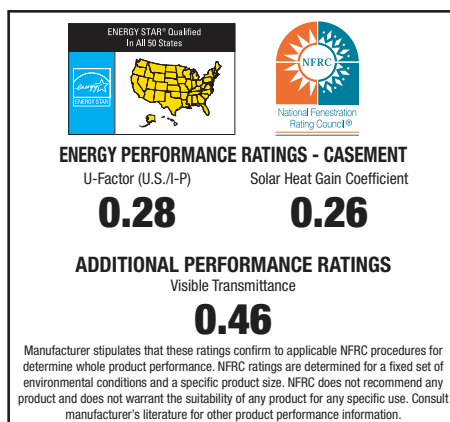 ENERGY STAR® Qualified
In All 50 States
energy
ENERGY STAR
NFRC
National Fenestration
Rating Council®
ENERGY PERFORMANCE RATINGS - CASEMENT
U-Factor (U.S./I-P)
Solar Heat Gain Coefficient
0.28
0.26
ADDITIONAL PERFORMANCE RATINGS
Visible Transmittance
0.46
Manufacturer stipulates that these ratings confirm to applicable NFRC procedures for
determine whole product performance. NFRC ratings are determined for a fixed set of
environmental conditions and a specific product size. NFRC does not recommend any
product and does not warrant the suitability of any product for any specific use. Consult
manufacturer's literature for other product performance information.